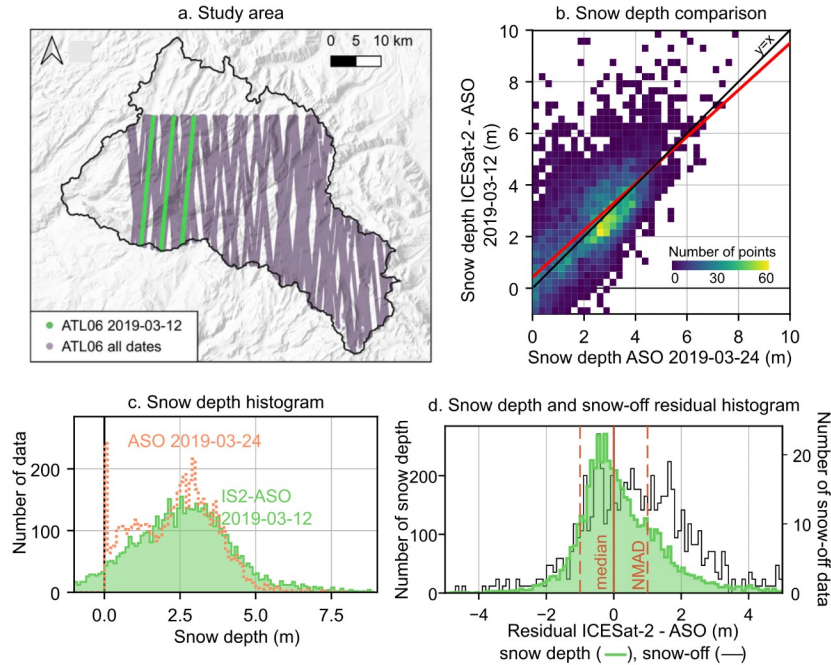 a. Study area
0 5 10 km
ATL06 2019-03-12
ATL06 all dates
b. Snow depth comparison
Snow depth ICESat-2 - ASO
2019-03-12 (m)
10
8
6
4
2
0
y=x
Number of points
0 30 60
0 2 4 6 8 10
Snow depth ASO 2019-03-24 (m)
c. Snow depth histogram
Number of data
200
100
0
ASO 2019-03-24
IS2-ASO
2019-03-12
0.0 2.5 5.0 7.5
Snow depth (m)
d. Snow depth and snow-off residual histogram
Number of snow depth
200
100
0
median
NMAD
20
10
0
Number of snow-off data
−4 −2 0 2 4
Residual ICESat-2 - ASO (m)
snow depth ( ), snow-off ( )